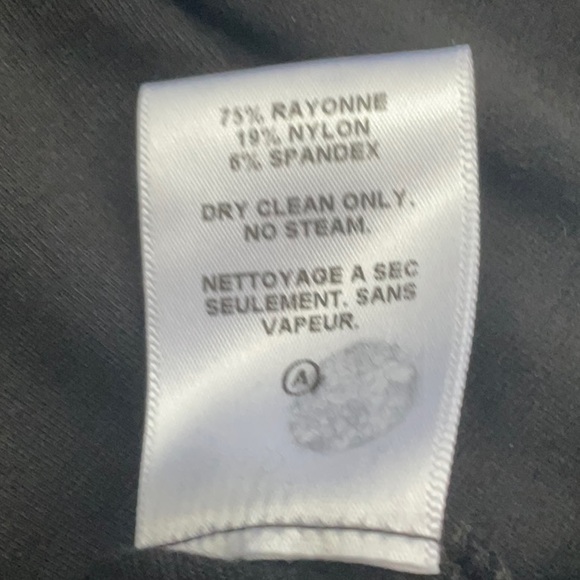 75% RAYONNE
19% NYLON
6% SPANDEX
DRY CLEAN ONLY.
NO STEAM.
NETTOYAGE A SEC
SEULEMENT. SANS
VAPEUR.
A